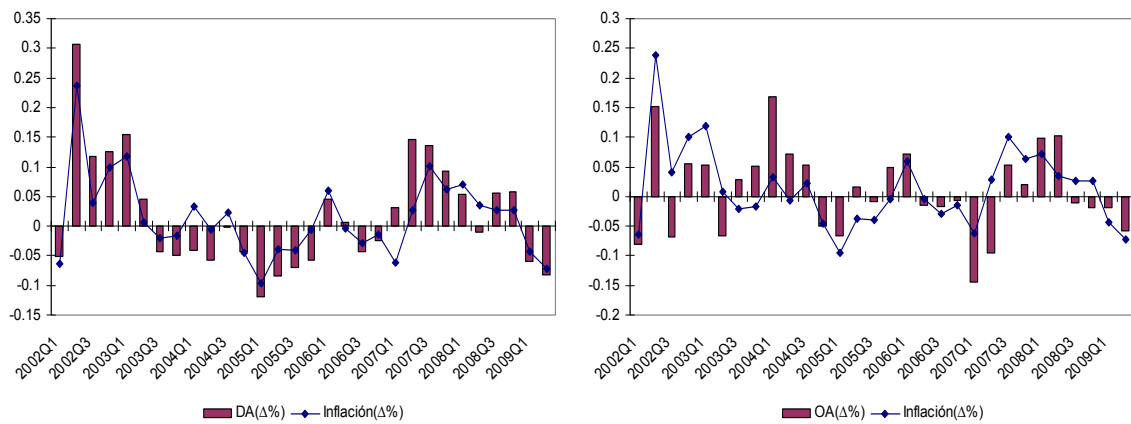 0.35
0.3
0.25
0.2
0.15
0.1
0.05
0
-0.05
-0.1
-0.15
2002Q1
2002Q3
2003Q1
2003Q3
2004Q1
2004Q3
2005Q1
2005Q3
2006Q1
2006Q3
2007Q1
2007Q3
2008Q1
2008Q3
2009Q1
DA(∆%) Inflación(∆%)
0.3
0.25
0.2
0.15
0.1
0.05
0
-0.05
-0.1
-0.15
-0.2
2002Q1
2002Q3
2003Q1
2003Q3
2004Q1
2004Q3
2005Q1
2005Q3
2006Q1
2006Q3
2007Q1
2007Q3
2008Q1
2008Q3
2009Q1
OA(∆%) Inflación(∆%)